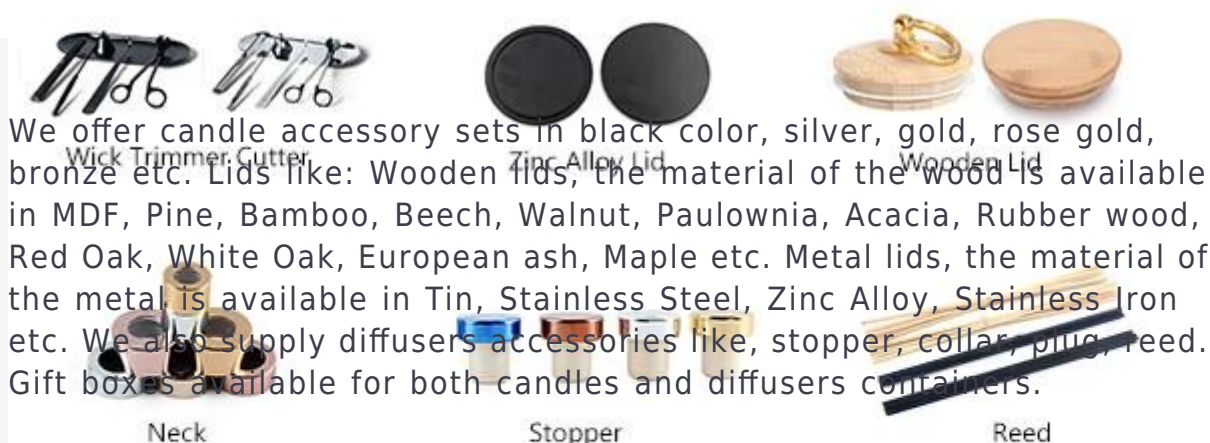 We offer candle accessory sets in black color, silver, gold, rose gold,
Wick Trimmer Cutter
Zinc Alloy Lid
Wooden Lid
bronze etc. Lids like: Wooden lids, the material of the wood is available
in MDF, Pine, Bamboo, Beech, Walnut, Paulownia, Acacia, Rubber wood,
Red Oak, White Oak, European ash, Maple etc. Metal lids, the material of
the metal is available in Tin, Stainless Steel, Zinc Alloy, Stainless Iron
etc. We also supply diffusers accessories like, stopper, collar, plug, reed.
Gift boxes available for both candles and diffusers containers.
Neck
Stopper
Reed